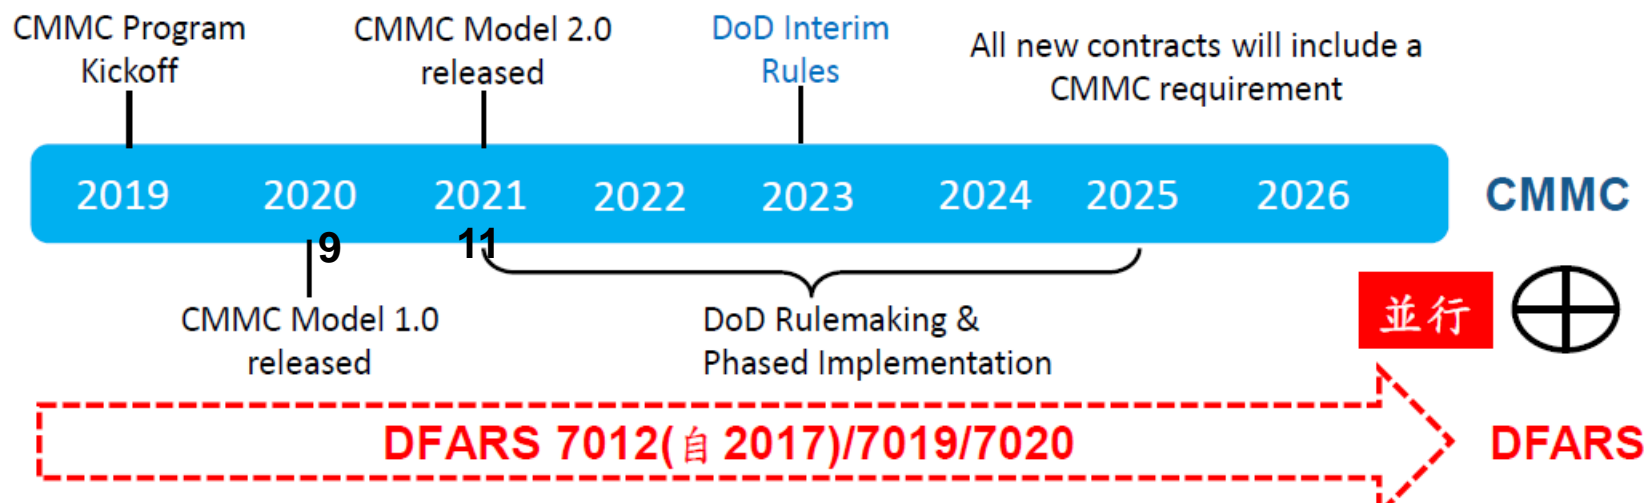 CMMC Program
Kickoff
CMMC Model 2.0
released
DoD Interim
Rules
All new contracts will include a
CMMC requirement
2019 2020 2021 2022 2023 2024 2025 2026
CMMC
9
11
CMMC Model 1.0
released
DoD Rulemaking &
Phased Implementation
並行
DFARS 7012(自 2017)/7019/7020
DFARS